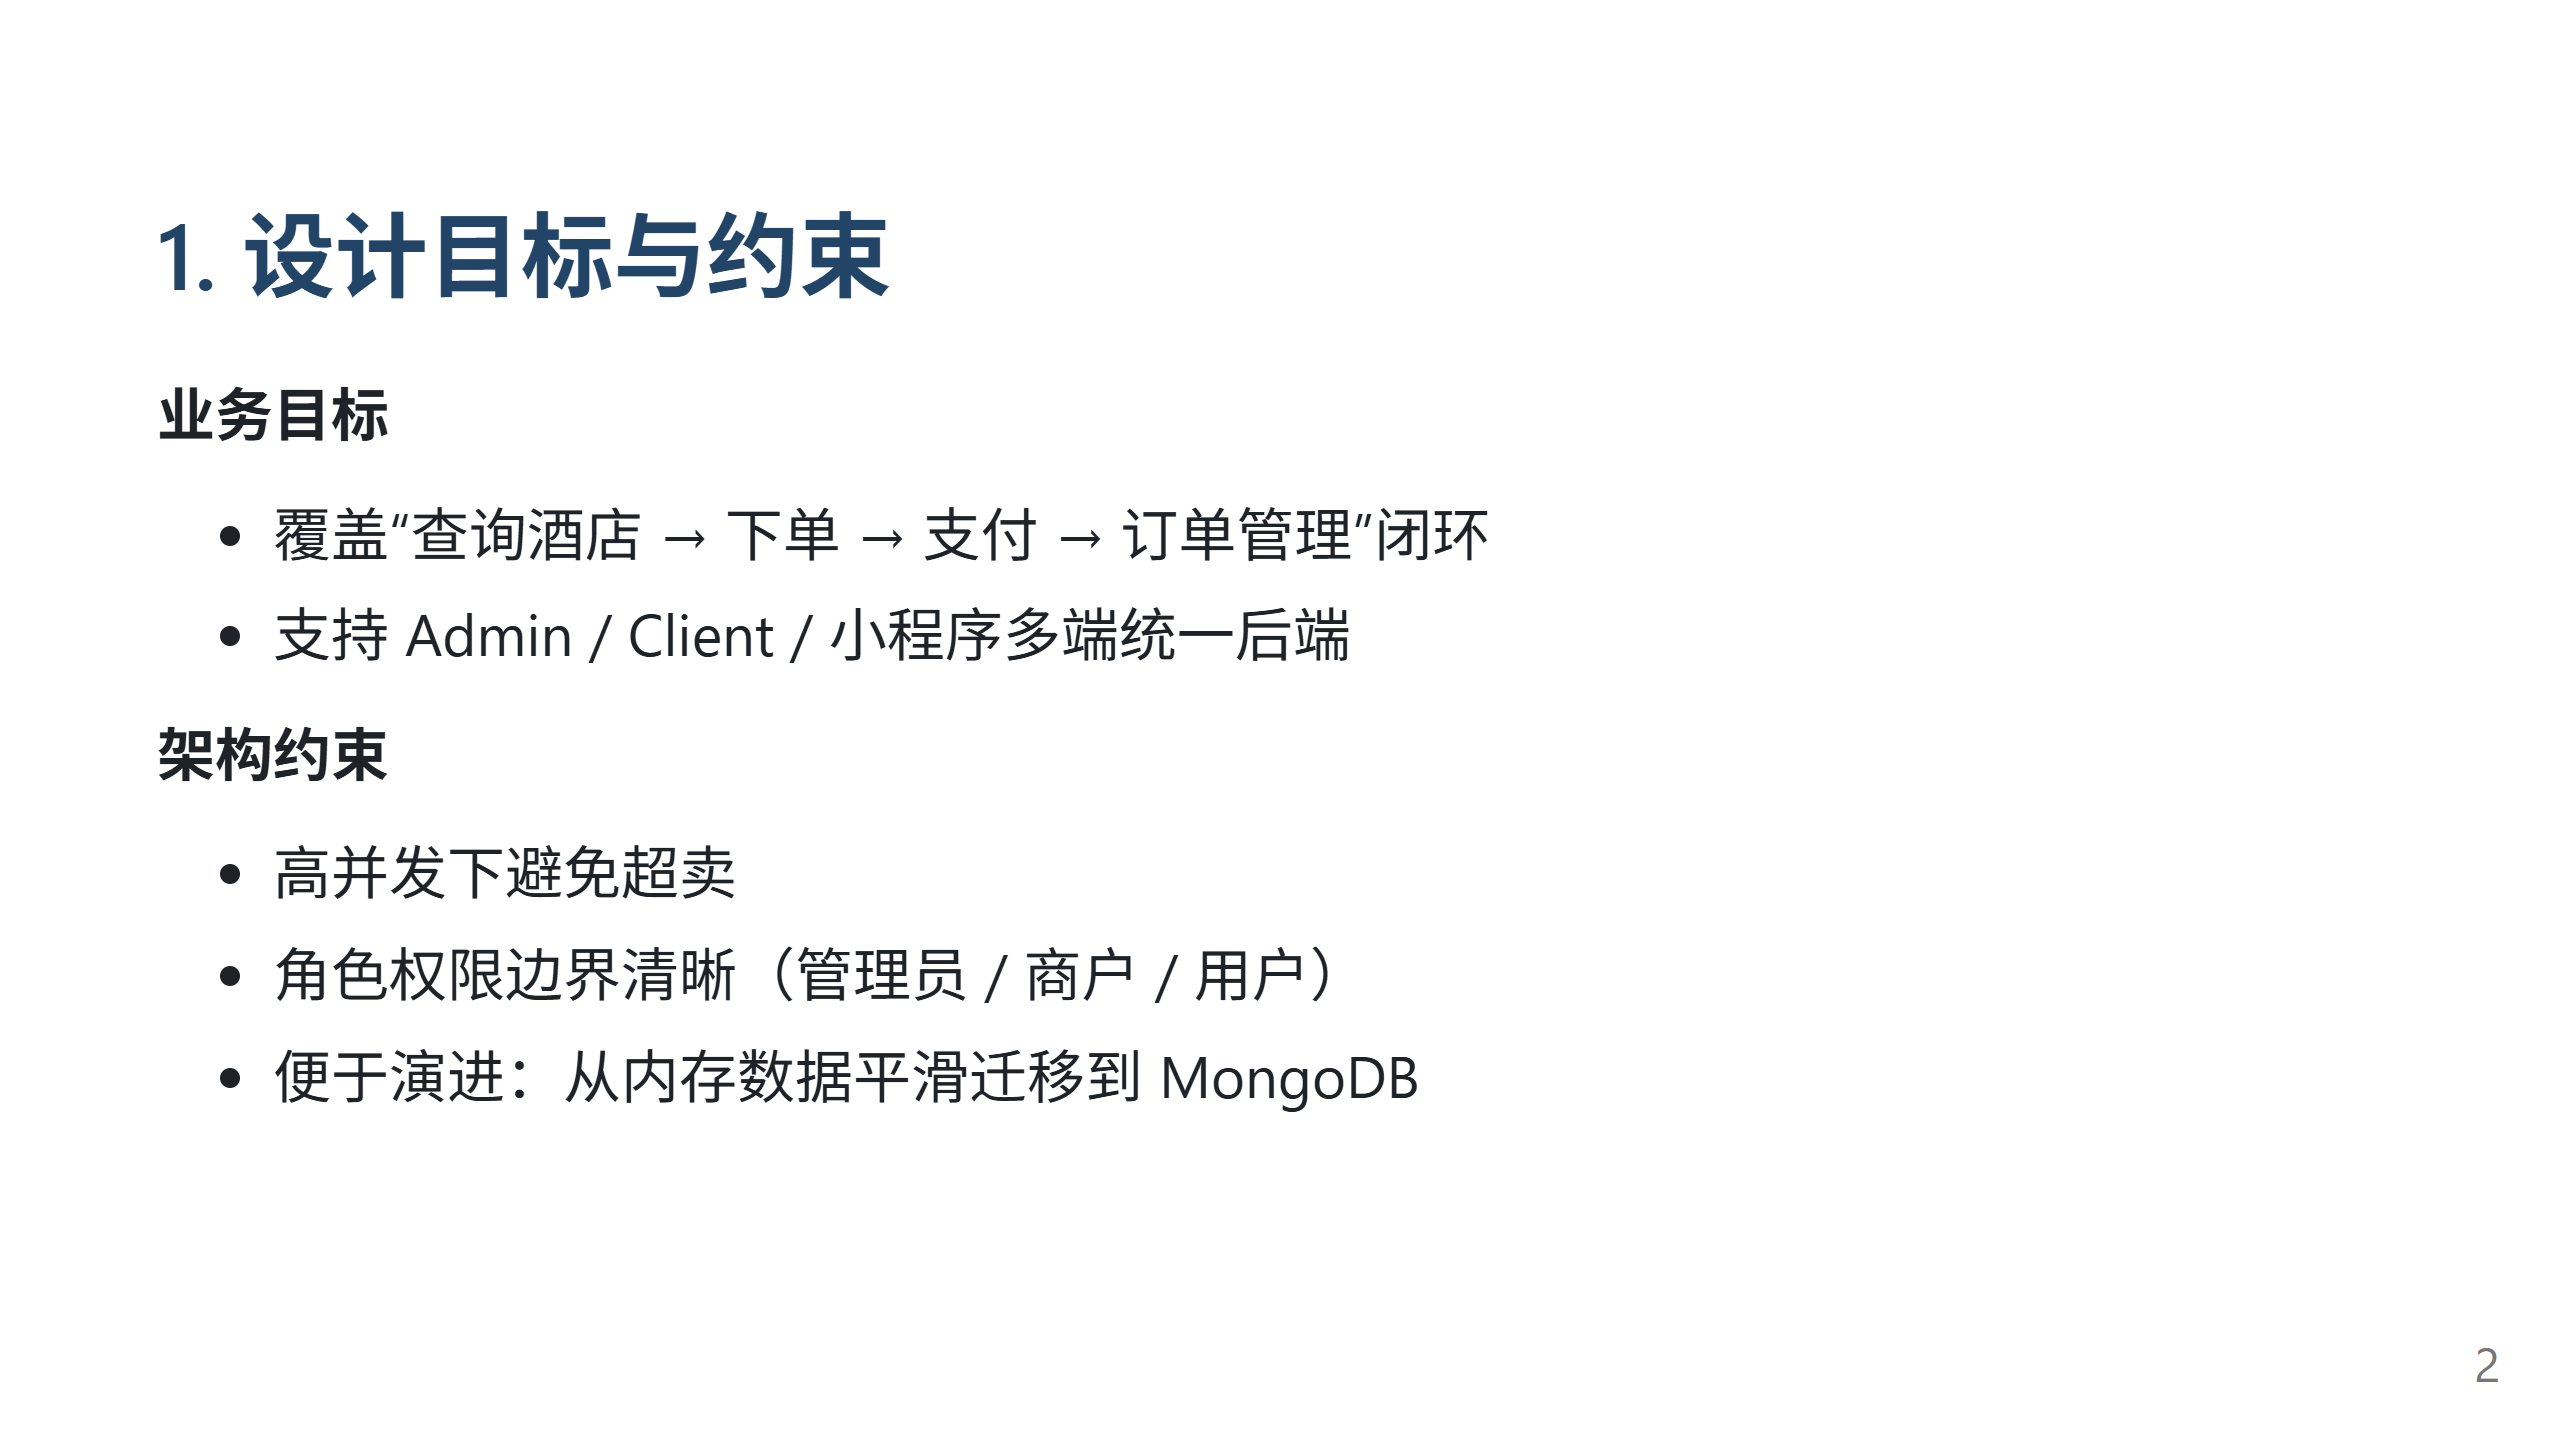 1. 设计目标与约束
业务目标
• 覆盖“查询酒店 → 下单 → 支付 → 订单管理”闭环
• 支持 Admin / Client / 小程序多端统一后端
架构约束
• 高并发下避免超卖
• 角色权限边界清晰（管理员 / 商户 / 用户）
• 便于演进：从内存数据平滑迁移到 MongoDB
2